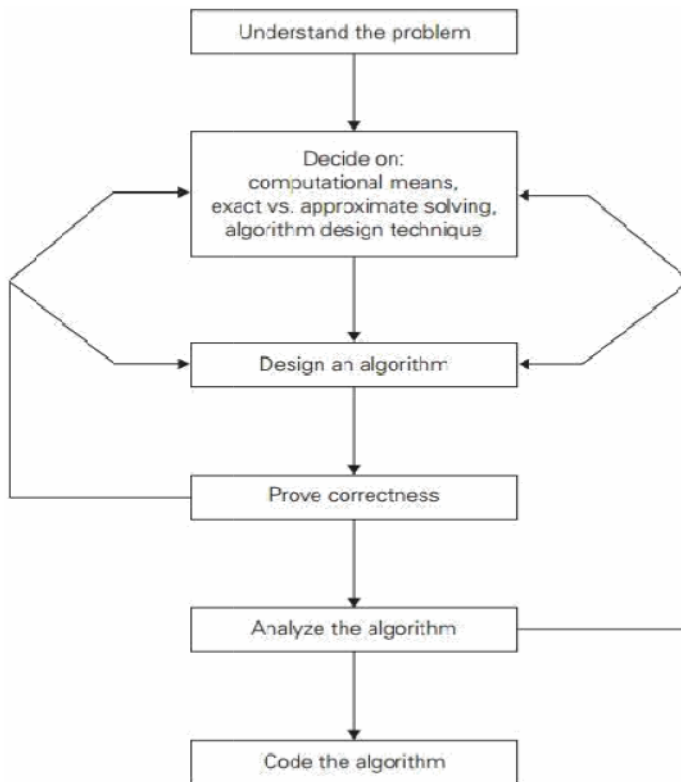 Understand the problem
Decide on:
computational means,
exact vs. approximate solving,
algorithm design technique
Design an algorithm
Prove correctness
Analyze the algorithm
Code the algorithm